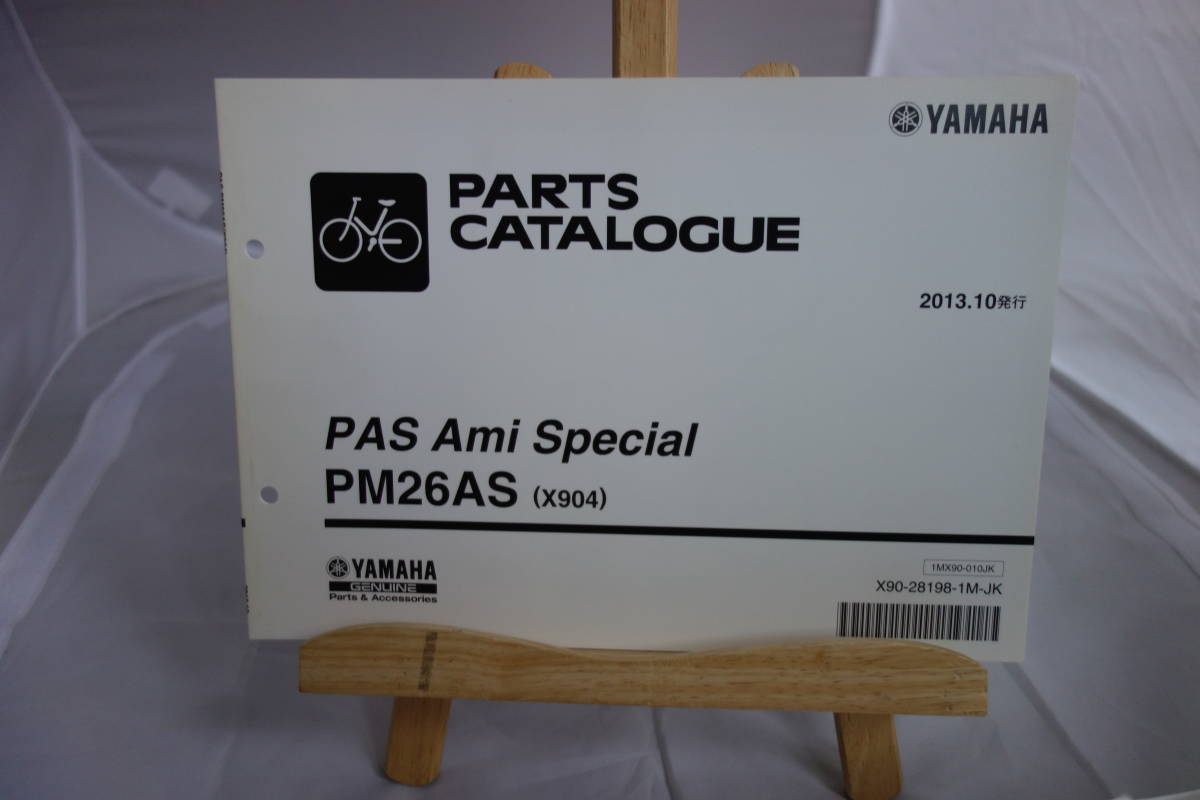 YAMAHA
PARTS
CATALOGUE
2013.10発行
PAS Ami Special
PM26AS (X904)
YAMAHA
GENUINE
Parts & Accessories
1MX90-010JK
X90-28198-1M-JK